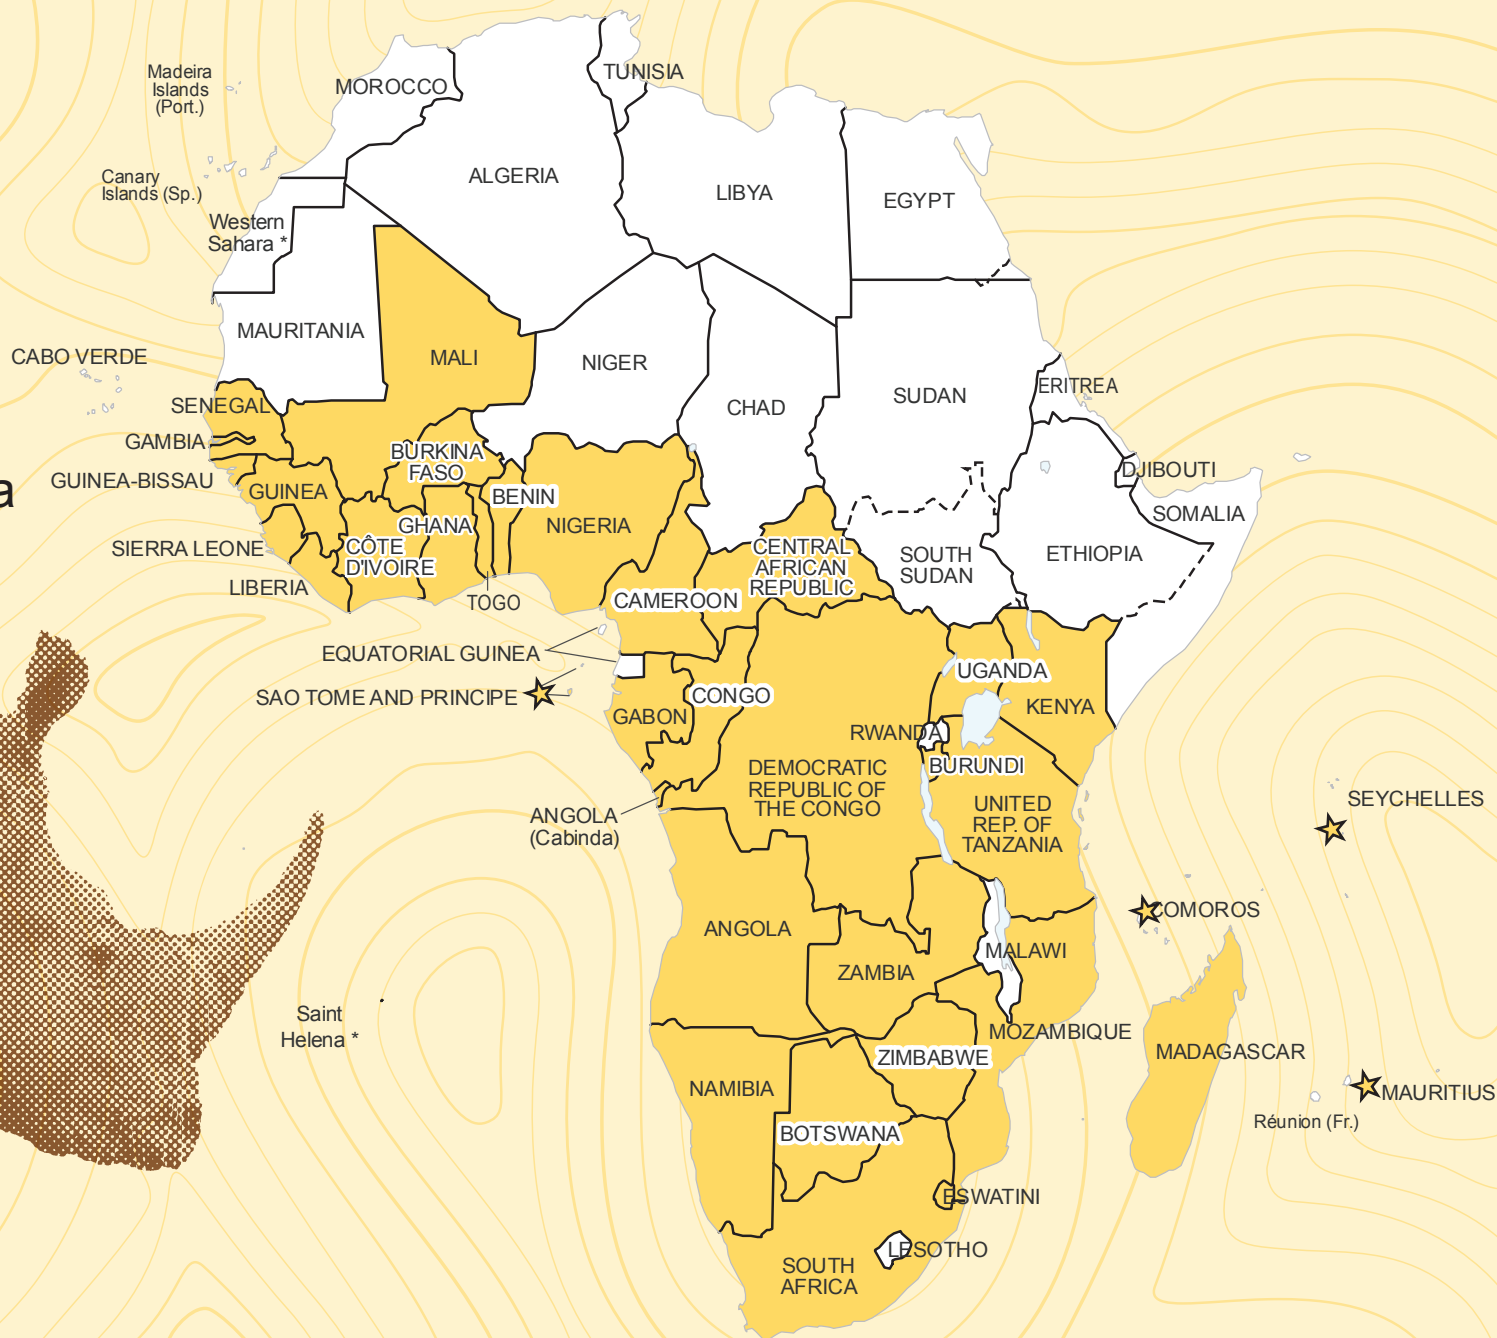 Madeira
Islands
(Port.)
MOROCCO
TUNISIA
Canary
Islands (Sp.)
ALGERIA
LIBYA
EGYPT
Western
Sahara *
MAURITANIA
CABO VERDE
MALI
NIGER
CHAD
SUDAN
ERITREA
SENEGAL
GAMBIA
BURKINA
FASO
DJIBOUTI
GUINEA-BISSAU
GUINEA
BENIN
a
GHANA
NIGERIA
SOMALIA
SIERRA LEONE
CÔTE
D'IVOIRE
CENTRAL
AFRICAN
REPUBLIC
SOUTH
SUDAN
ETHIOPIA
LIBERIA
TOGO
CAMEROON
EQUATORIAL GUINEA
UGANDA
SAO TOME AND PRINCIPE
CONGO
GABON
KENYA
RWANDA
BURUNDI
DEMOCRATIC
REPUBLIC OF
THE CONGO
ANGOLA
(Cabinda)
UNITED
REP. OF
TANZANIA
SEYCHELLES
COMOROS
ANGOLA
MALAWI
ZAMBIA
Saint
Helena *
MOZAMBIQUE
ZIMBABWE
MADAGASCAR
NAMIBIA
MAURITIUS
Réunion (Fr.)
BOTSWANA
ESWATINI
LESOTHO
SOUTH
AFRICA